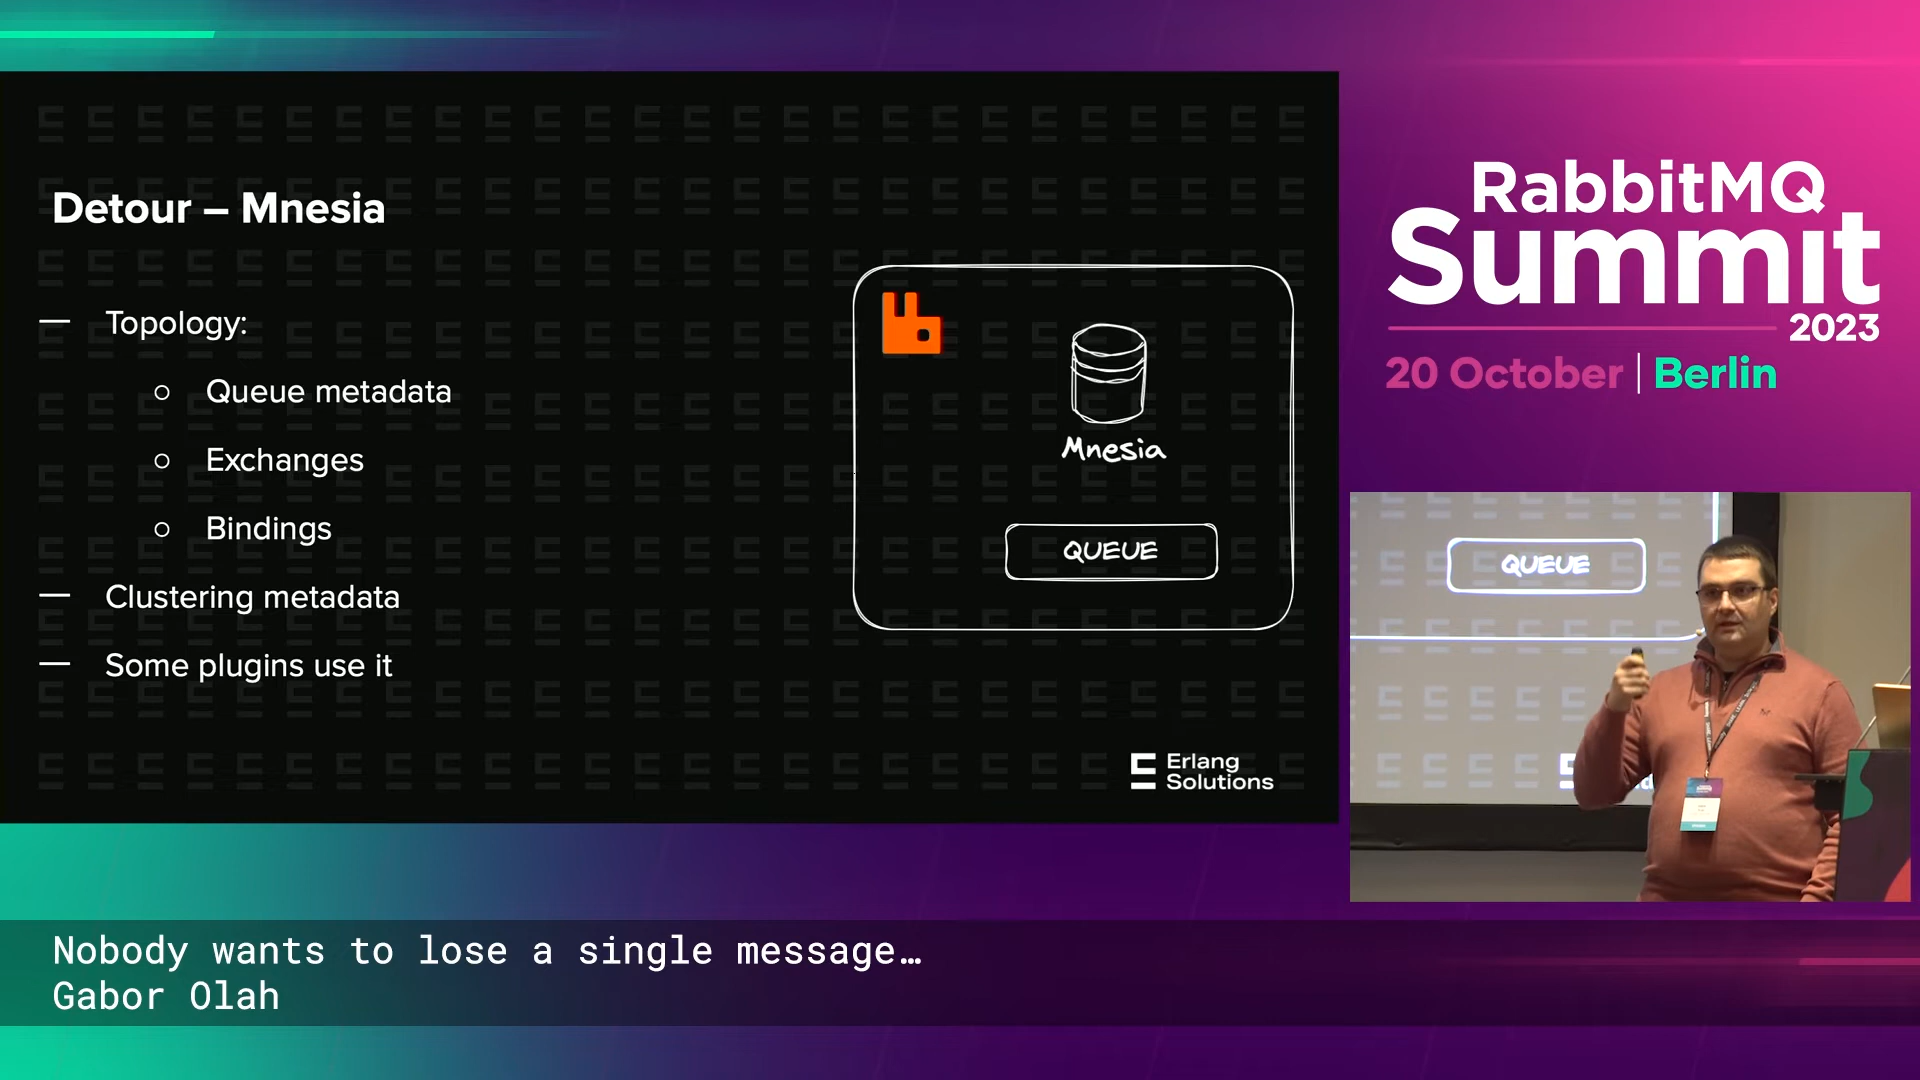 Detour – Mnesia
— Topology:
○ Queue metadata
○ Exchanges
○ Bindings
— Clustering metadata
— Some plugins use it
Mnesia
QUEUE
Erlang
Solutions
RabbitMQ
Summit
2023
20 October | Berlin
QUEUE
Nobody wants to lose a single message…
Gabor Olah